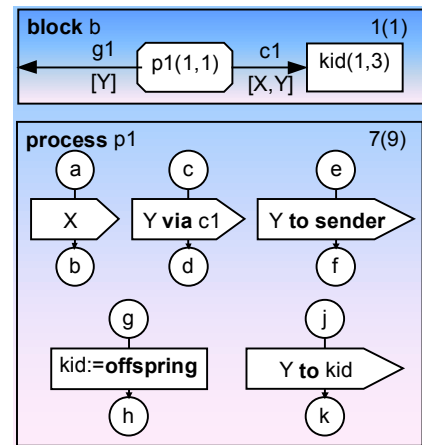 block b 1(1)
g1 c1
p1(1,1) kid(1,3)
[Y] [X,Y]
process p1 7(9)
a c e
X Y via c1 Y to sender
b d f
g j
kid:=offspring Y to kid
h k